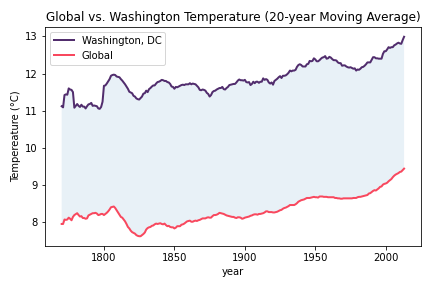 Global vs. Washington Temperature (20-year Moving Average)
Washington, DC
Global
Tempereature (°C)
13
12
11
10
9
8
1800
1850
1900
1950
2000
year